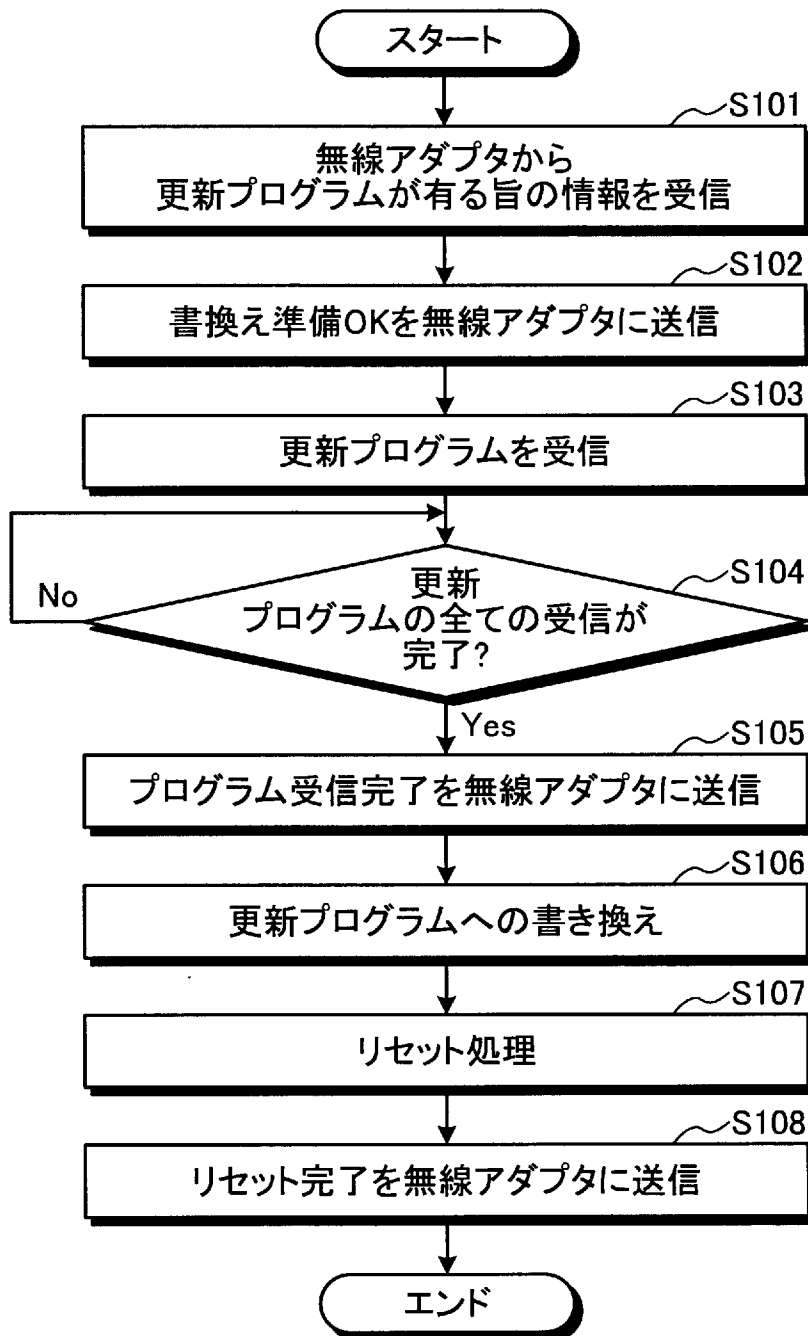 スタート
S101
無線アダプタから
更新プログラムが有る旨の情報を受信
S102
書換え準備OKを無線アダプタに送信
S103
更新プログラムを受信
S104
No
更新
プログラムの全ての受信が
完了?
Yes
S105
プログラム受信完了を無線アダプタに送信
S106
更新プログラムへの書き換え
S107
リセット処理
S108
リセット完了を無線アダプタに送信
エンド